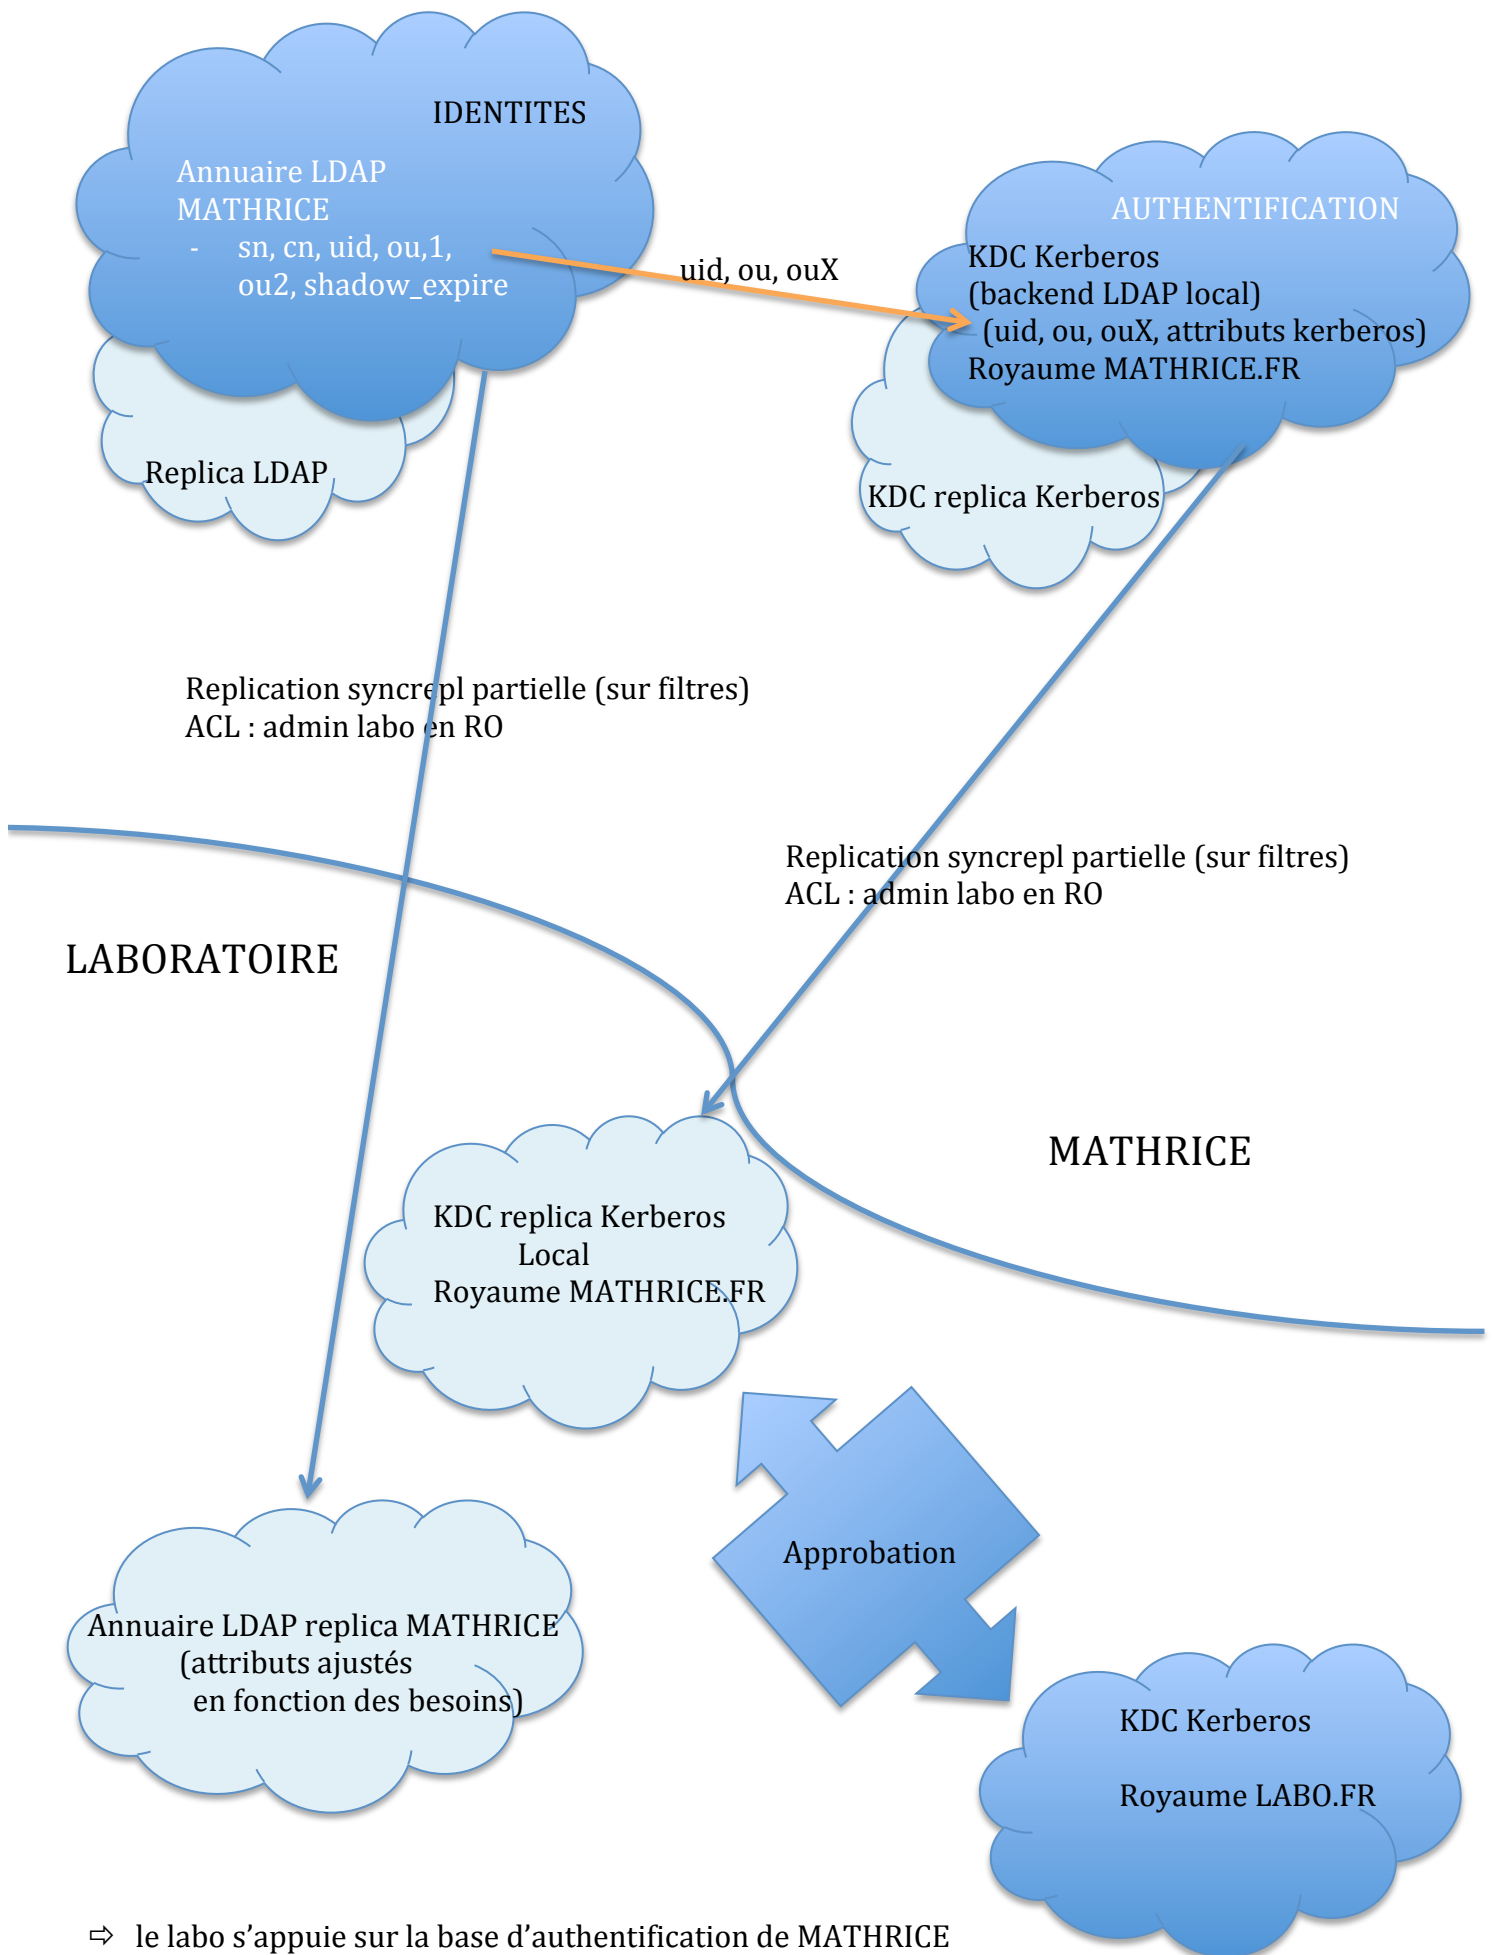 IDENTITES
Annuaire LDAP
MATHRICE
- sn, cn, uid, ou,1,
ou2, shadow_expire
Replica LDAP
uid, ou, ouX
AUTHENTIFICATION
KDC Kerberos
(backend LDAP local)
(uid, ou, ouX, attributs kerberos)
Royaume MATHRICE.FR
KDC replica Kerberos
Replication syncrepl partielle (sur filtres)
ACL : admin labo en RO
Replication syncrepl partielle (sur filtres)
ACL : admin labo en RO
LABORATOIRE
MATHRICE
KDC replica Kerberos
Local
Royaume MATHRICE.FR
Approbation
Annuaire LDAP replica MATHRICE
(attributs ajustés
en fonction des besoins)
KDC Kerberos
Royaume LABO.FR
⇨ le labo s’appuie sur la base d’authentification de MATHRICE